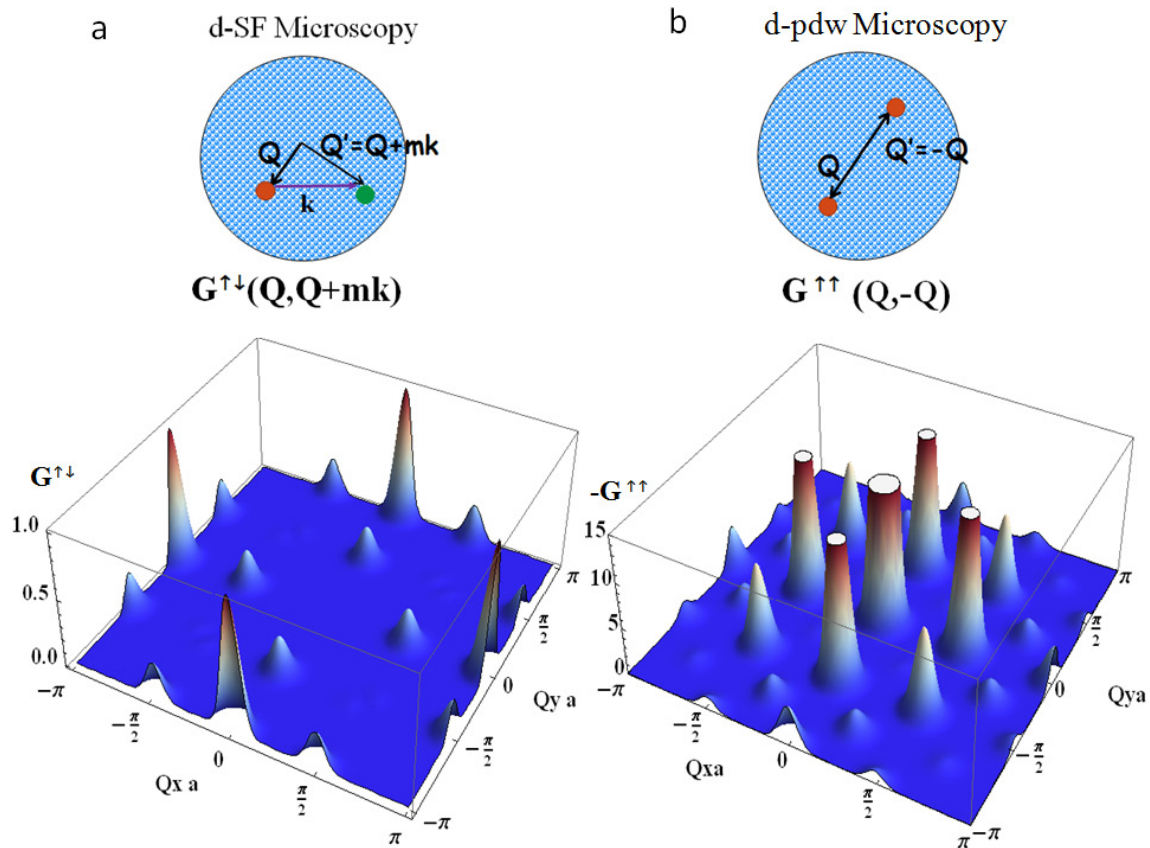 a
d-SF Microscopy
Q
Q'=Q+mk
k
G↑↓(Q,Q+mk)
G↑↓
1.0
0.5
0.0
−π
−π/2
0
π/2
π
Qx a
−π
−π/2
0
π/2
π
Qy a
b
d-pdw Microscopy
Q
Q'=-Q
G↑↑ (Q,-Q)
-G↑↑
15
10
5
0
−π
−π/2
0
π/2
π
Qxa
−π
−π/2
0
π/2
π
Qya